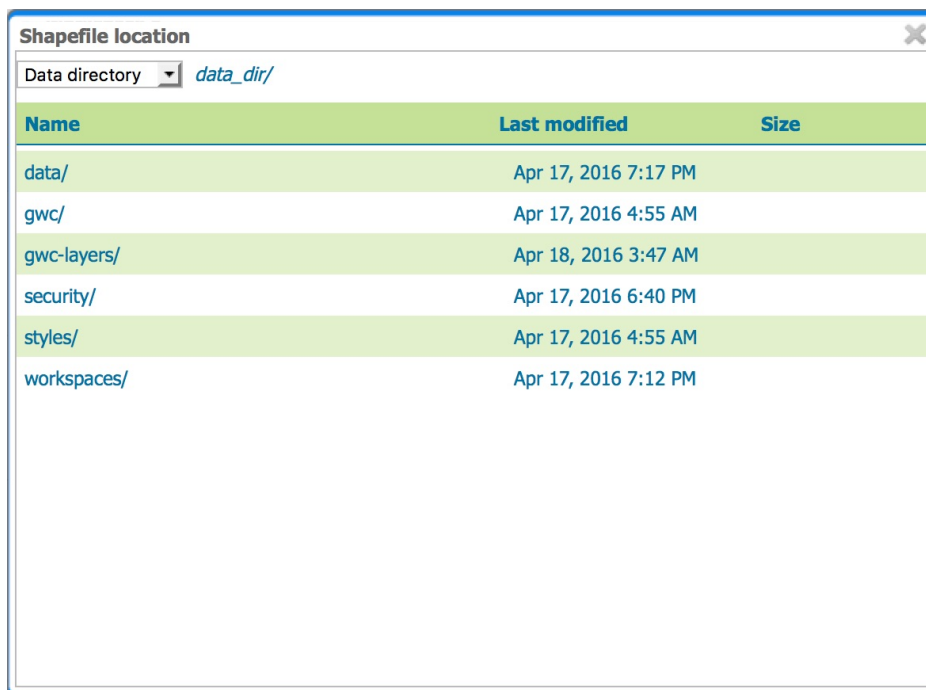 Shapefile location
Data directory data_dir/
Name Last modified Size
data/ Apr 17, 2016 7:17 PM
gwc/ Apr 17, 2016 4:55 AM
gwc-layers/ Apr 18, 2016 3:47 AM
security/ Apr 17, 2016 6:40 PM
styles/ Apr 17, 2016 4:55 AM
workspaces/ Apr 17, 2016 7:12 PM